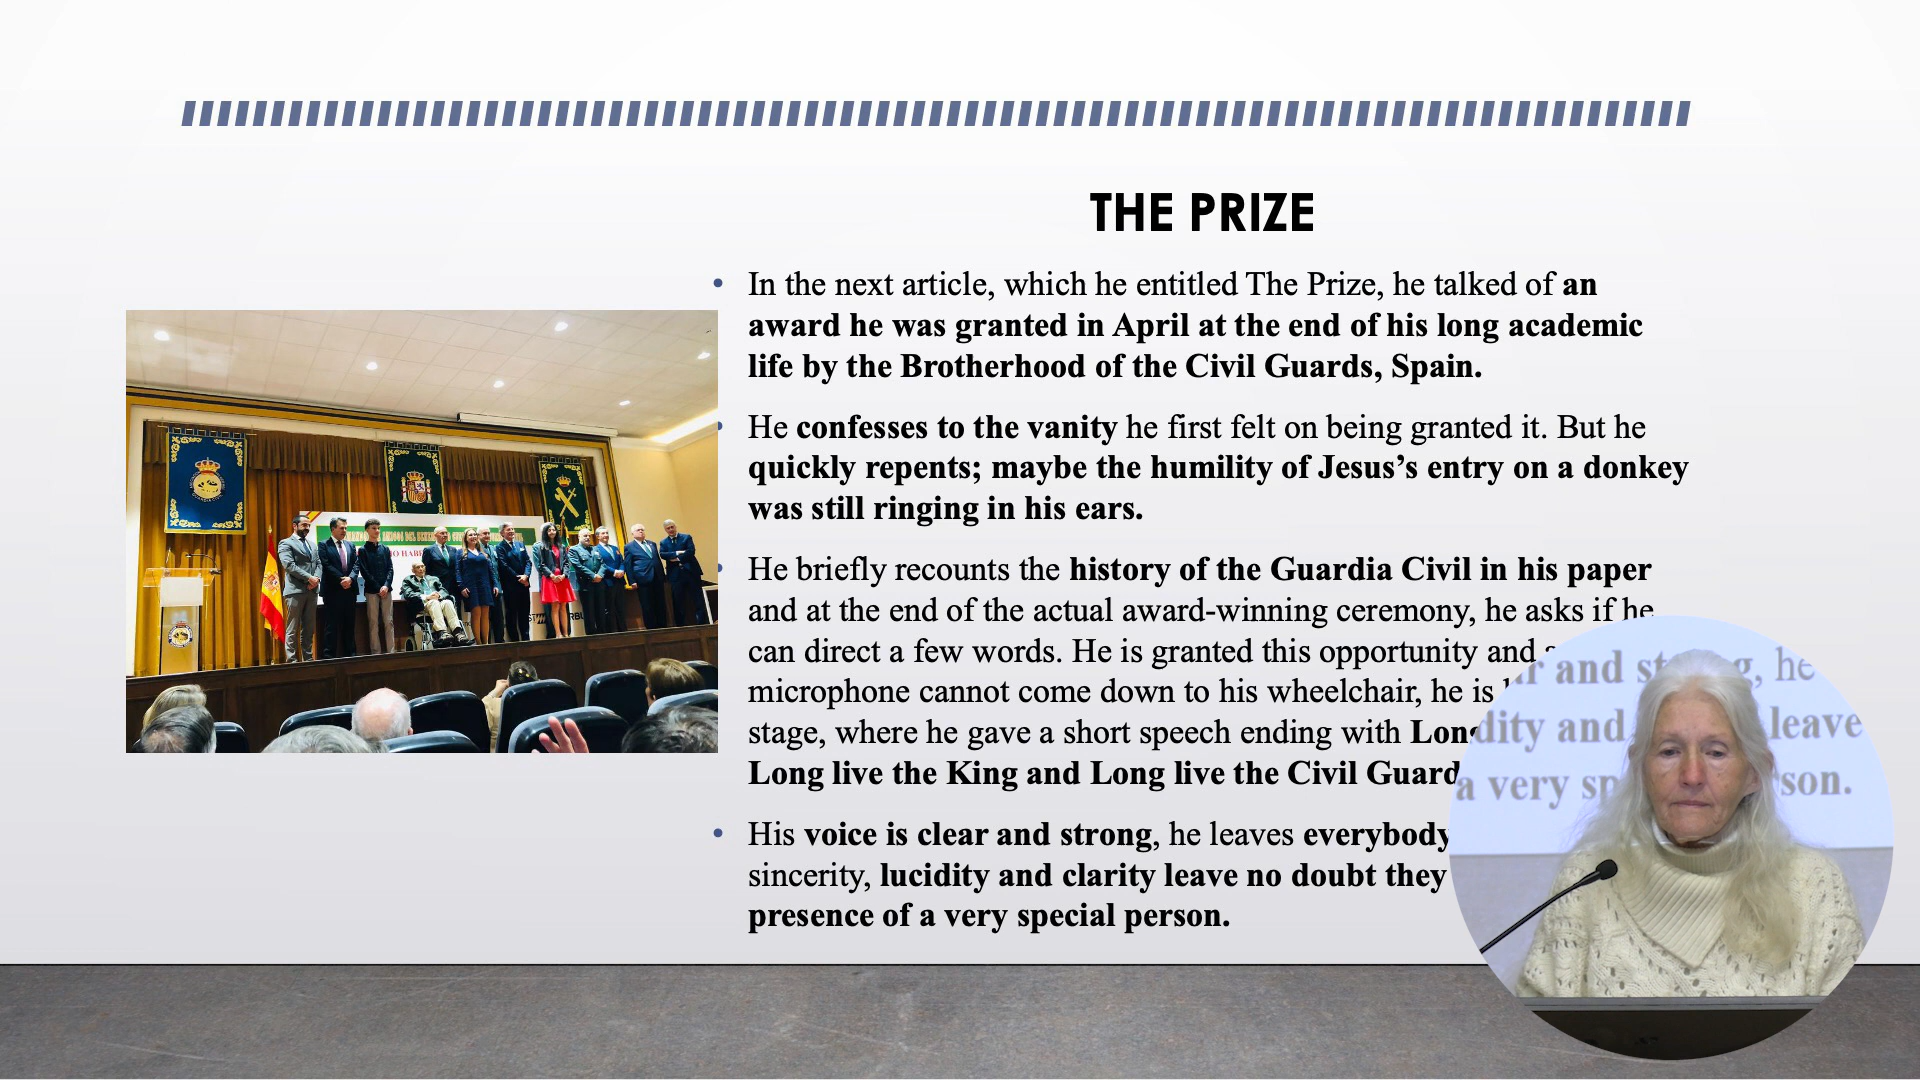 THE PRIZE
• In the next article, which he entitled The Prize, he talked of an
award he was granted in April at the end of his long academic
life by the Brotherhood of the Civil Guards, Spain.
He confesses to the vanity he first felt on being granted it. But he
quickly repents; maybe the humility of Jesus’s entry on a donkey
was still ringing in his ears.
He briefly recounts the history of the Guardia Civil in his paper
and at the end of the actual award-winning ceremony, he asks if he
can direct a few words. He is granted this opportunity and
microphone cannot come down to his wheelchair, he is
stage, where he gave a short speech ending with Long
Long live the King and Long live the Civil Guard
• His voice is clear and strong, he leaves everybody
sincerity, lucidity and clarity leave no doubt they
presence of a very special person.
and he
and leave
a very son.